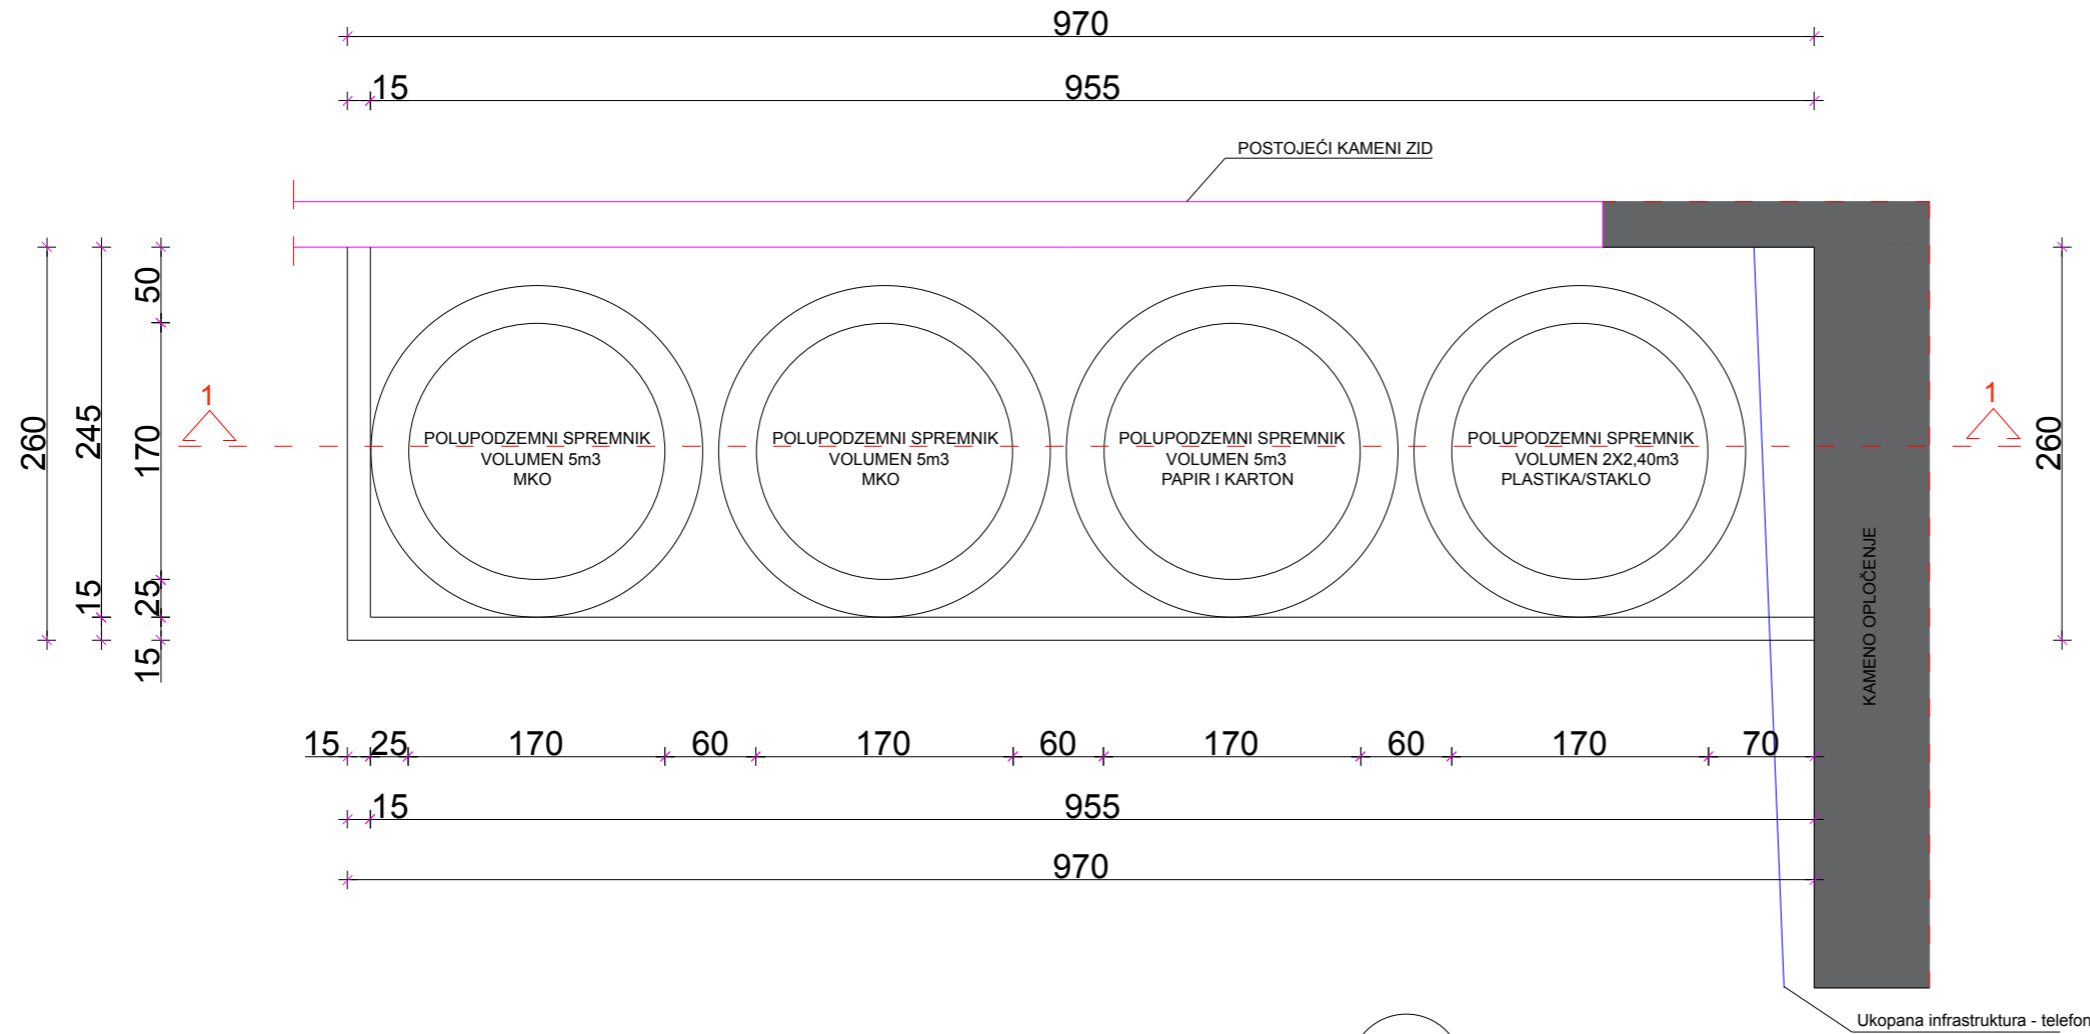 970
15 955
POSTOJEĆI KAMENI ZID
50
170
25
15
245
15
260
260
1
1
POLUPODZEMNI SPREMNIK
VOLUMEN 5m3
MKO
POLUPODZEMNI SPREMNIK
VOLUMEN 5m3
MKO
POLUPODZEMNI SPREMNIK
VOLUMEN 5m3
PAPIR I KARTON
POLUPODZEMNI SPREMNIK
VOLUMEN 2X2,40m3
PLASTIKA/STAKLO
KAMENO OPLOČENJE
15 25 170 60 170 60 170 60 170 70
15 955
970
Ukopana infrastruktura - telefon